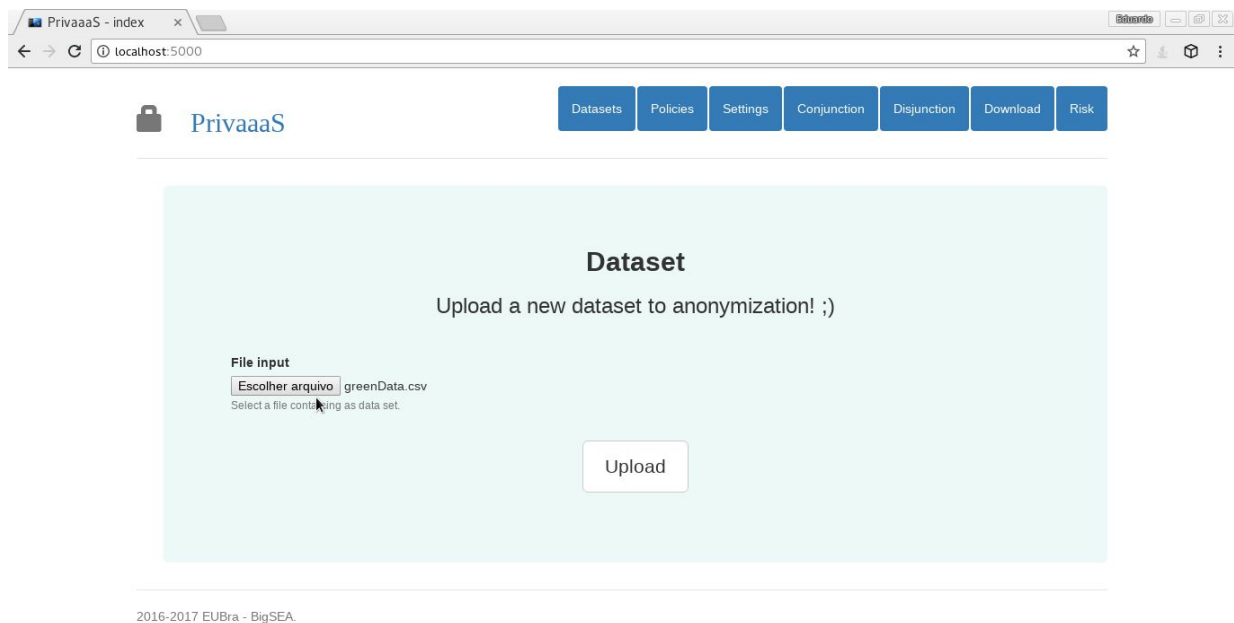 PrivaaaS - index
Eduardo
localhost:5000
PrivaaaS
Datasets Policies Settings Conjunction Disjunction Download Risk
Dataset
Upload a new dataset to anonymization! ;)
File input
Escolher arquivo greenData.csv
Select a file containing as data set.
Upload
2016-2017 EUBra - BigSEA.